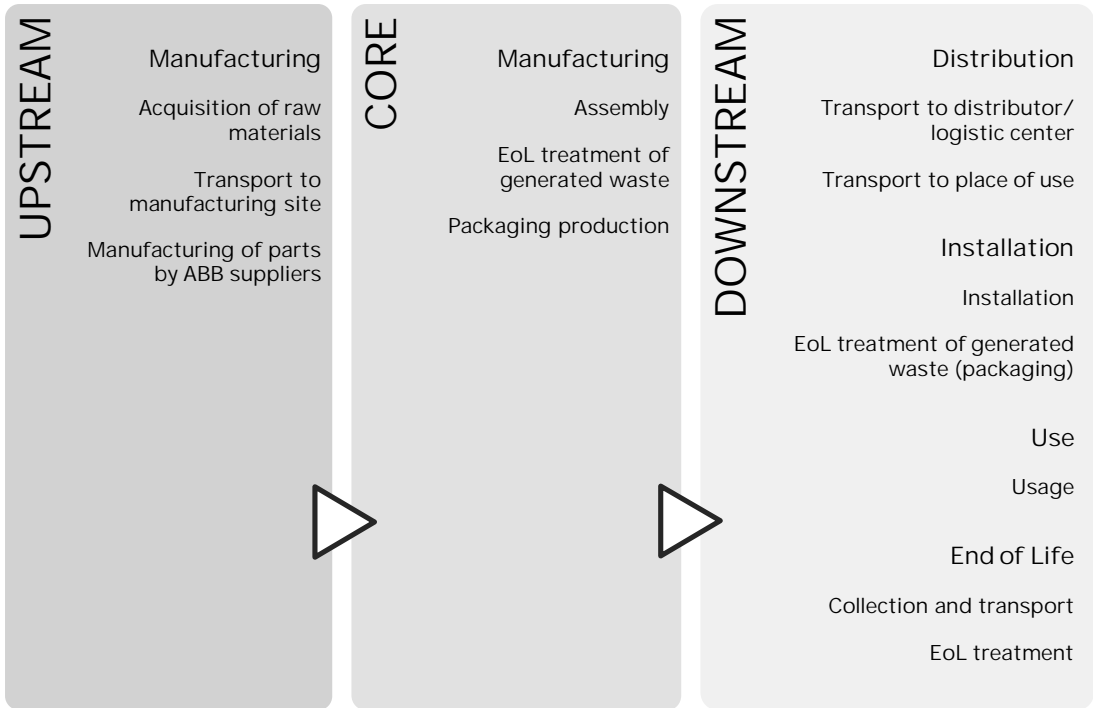 UPSTREAM
Manufacturing
Acquisition of raw
materials
Transport to
manufacturing site
Manufacturing of parts
by ABB suppliers
CORE
Manufacturing
Assembly
EoL treatment of
generated waste
Packaging production
DOWNSTREAM
Distribution
Transport to distributor/
logistic center
Transport to place of use
Installation
Installation
EoL treatment of generated
waste (packaging)
Use
Usage
End of Life
Collection and transport
EoL treatment